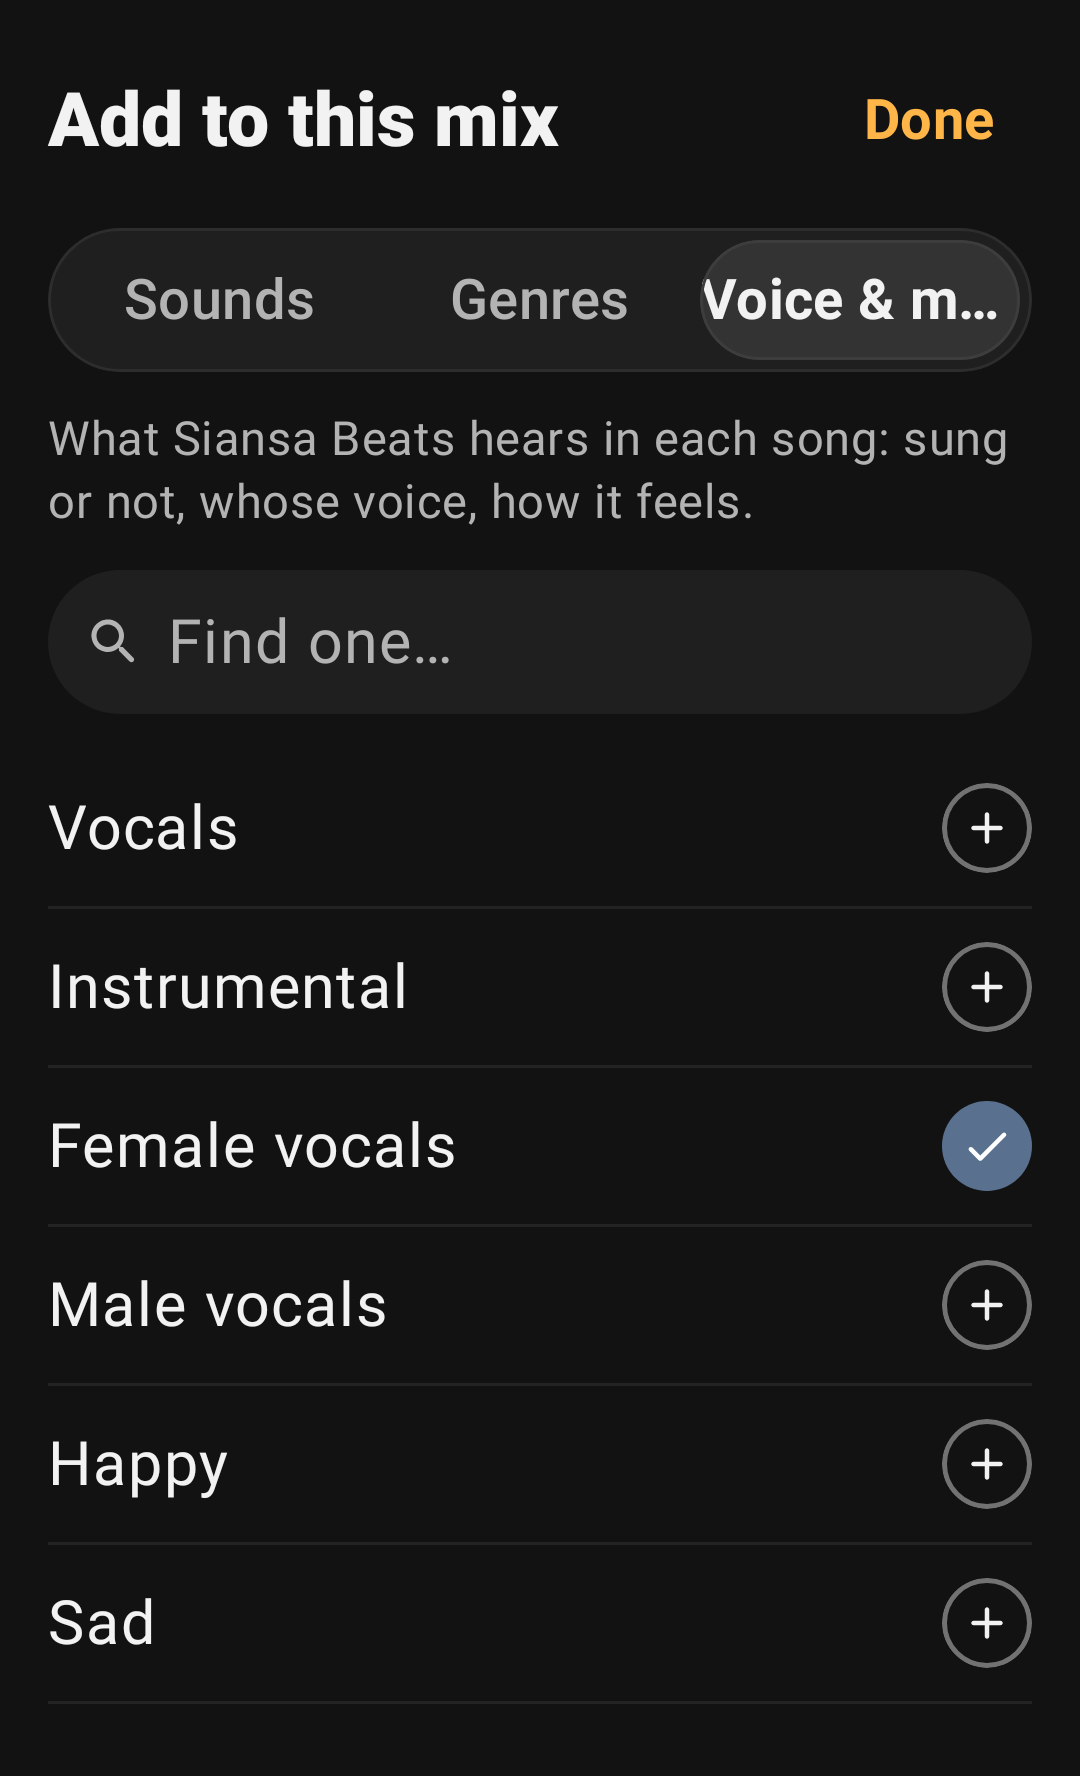 Add to this mix
Done
Sounds
Genres
Voice & m…
What Siansa Beats hears in each song: sung
or not, whose voice, how it feels.
Find one…
Vocals
Instrumental
Female vocals
Male vocals
Happy
Sad